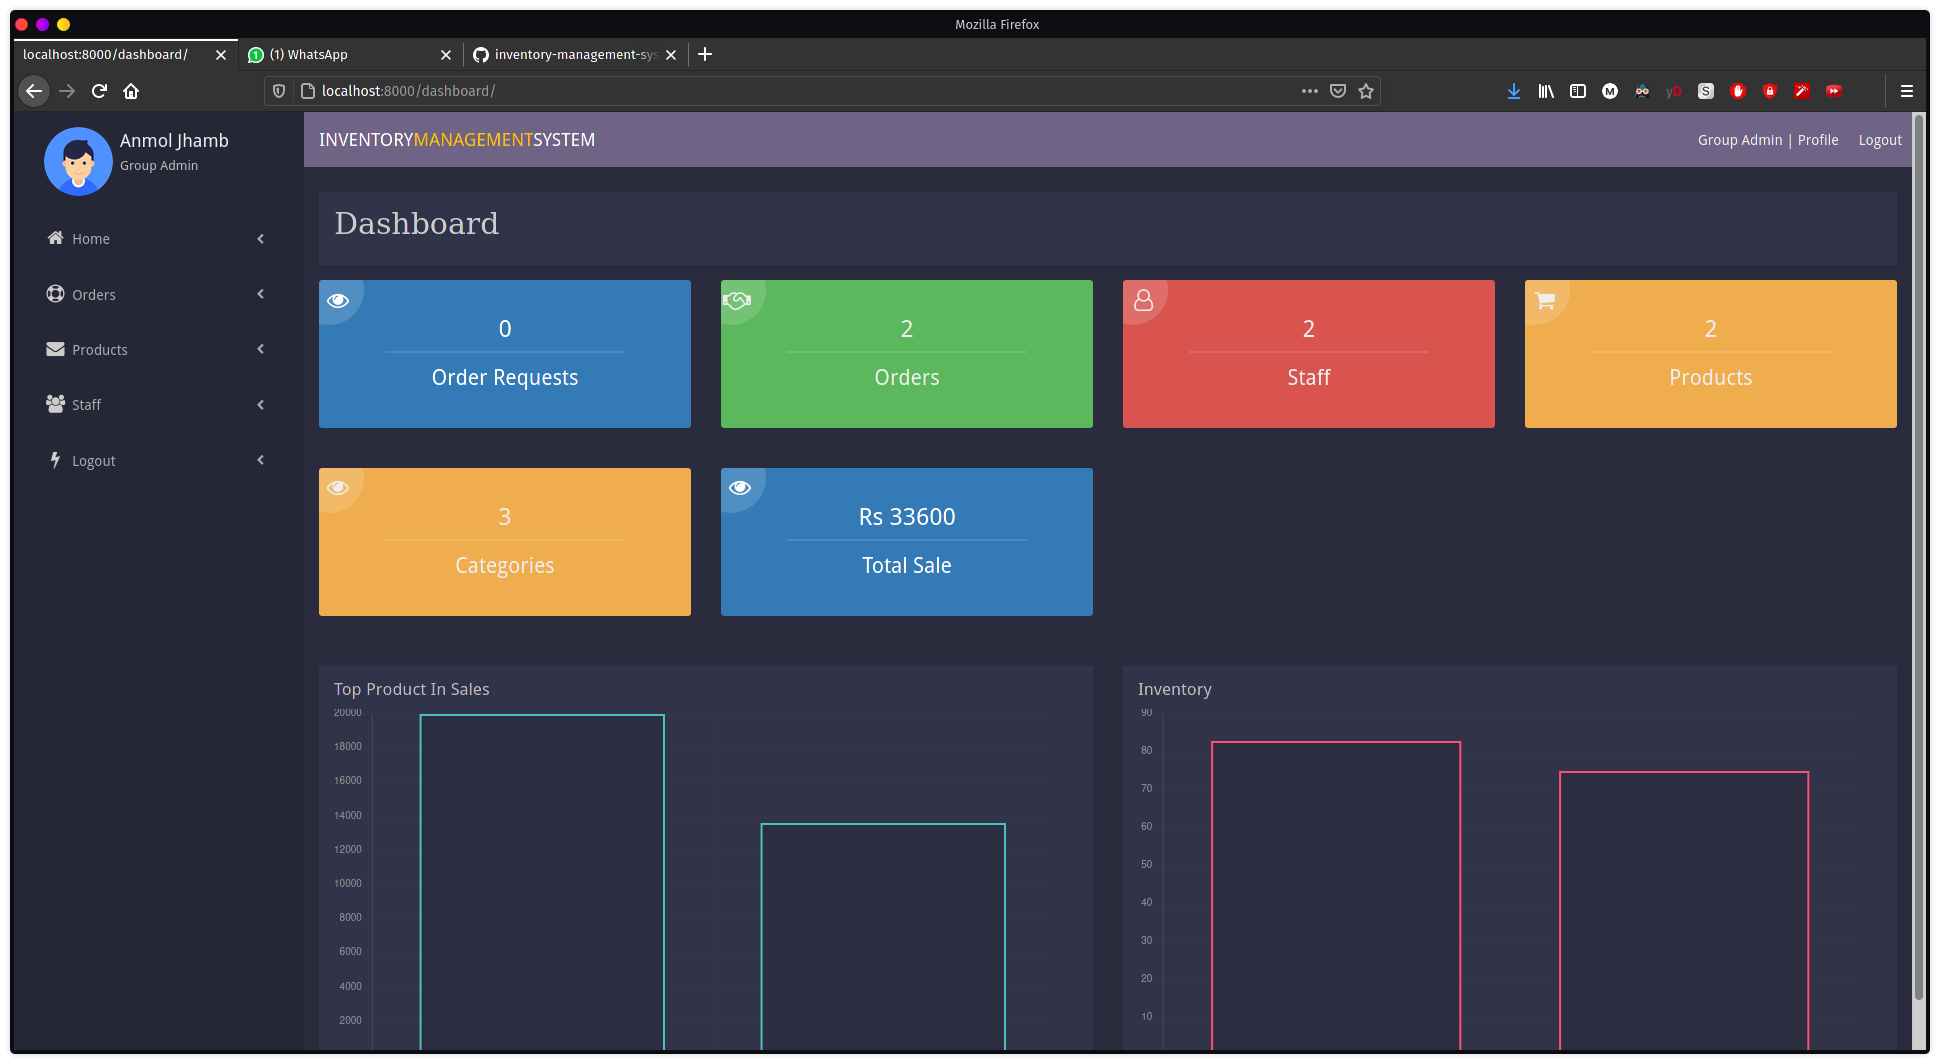 Mozilla Firefox
localhost:8000/dashboard/
1 (1) WhatsApp
inventory-management-sys
localhost:8000/dashboard/
M
yD
S
Anmol Jhamb
Group Admin
INVENTORYMANAGEMENTSYSTEM
Group Admin | Profile
Logout
Home
Orders
Products
Staff
Logout
Dashboard
0
Order Requests
2
Orders
2
Staff
2
Products
3
Categories
Rs 33600
Total Sale
Top Product In Sales
20000
18000
16000
14000
12000
10000
8000
6000
4000
2000
Inventory
90
80
70
60
50
40
30
20
10